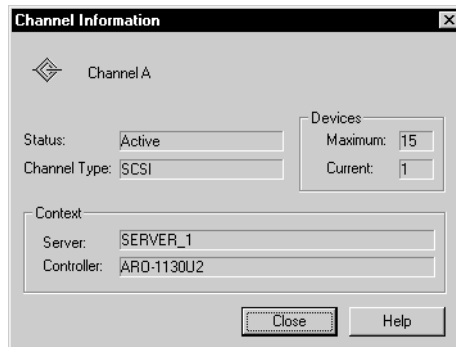 Channel Information
Channel A
Devices
Status: Active
Maximum: 15
Channel Type: SCSI
Current: 1
Context
Server: SERVER_1
Controller: ARO-1130U2
Close
Help